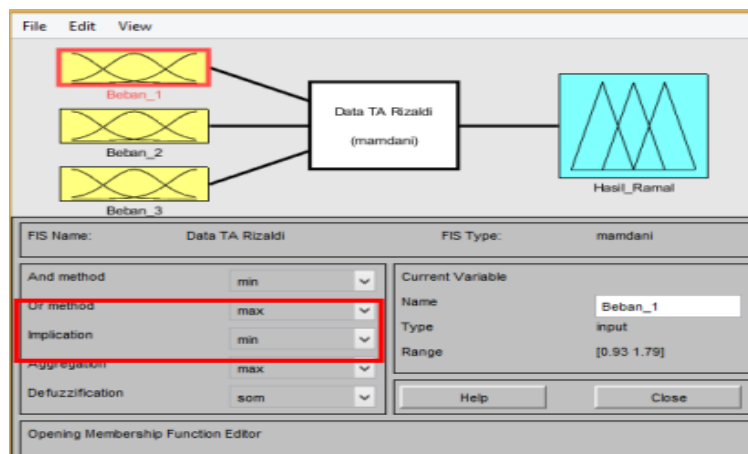 File Edit View
Beban_1
Beban_2
Beban_3
Data TA Rizaldi
(mamdani)
Hasil_Ramal
FIS Name: Data TA Rizaldi FIS Type: mamdani
And method min
Or method max
Implication min
Aggregation max
Defuzzification som
Current Variable
Name Beban_1
Type input
Range [0.93 1.79]
Help Close
Opening Membership Function Editor